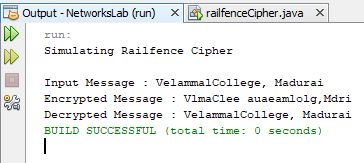 Output - NetworksLab (run)
railfenceCipher.java
run:
Simulating Railfence Cipher
Input Message : VelammalCollege, Madurai
Encrypted Message : VlmaClee auaeamlolg,Mdri
Decrypted Message : VelammalCollege, Madurai
BUILD SUCCESSFUL (total time: 0 seconds)